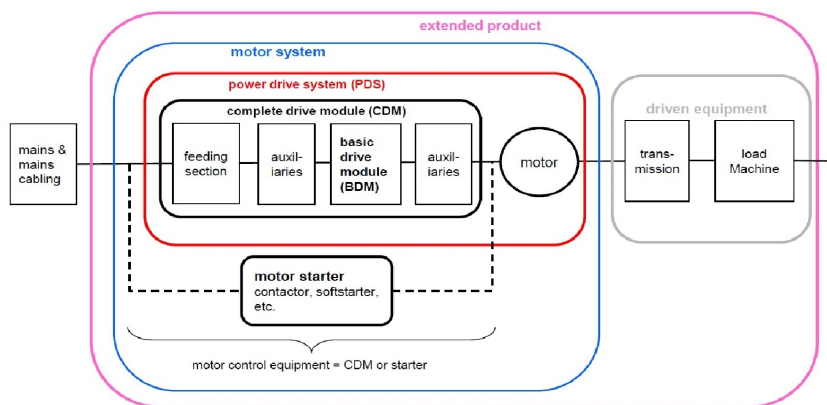 extended product
motor system
power drive system (PDS)
complete drive module (CDM)
driven equipment
mains &
mains
cabling
feeding
section
auxil-
iaries
basic
drive
module
(BDM)
auxil-
iaries
motor
trans-
mission
load
Machine
motor starter
contactor, softstarter,
etc.
motor control equipment = CDM or starter